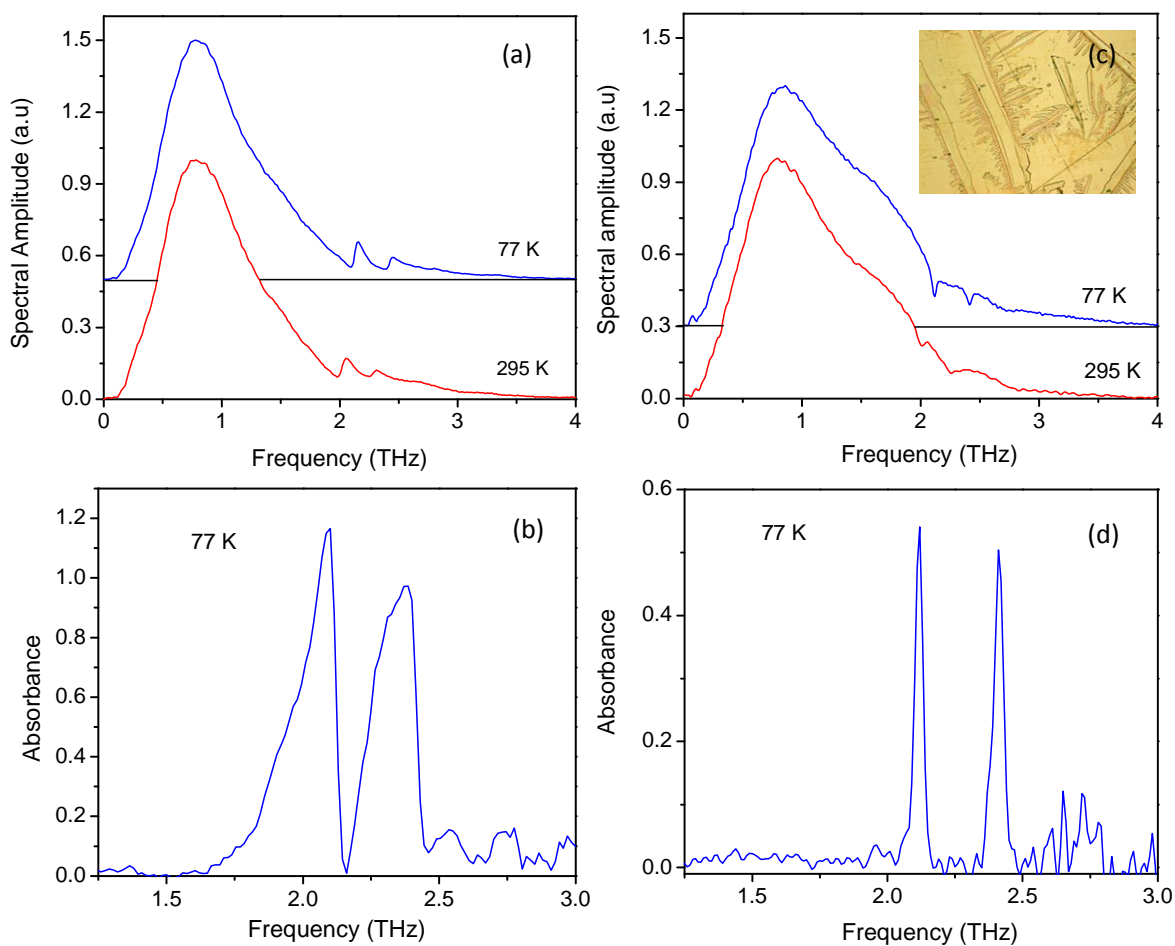 (a)
Spectral Amplitude (a.u)
1.5
1.2
0.9
0.6
0.3
0.0
77 K
295 K
0 1 2 3 4
Frequency (THz)
(c)
Spectral amplitude (a.u)
1.5
1.2
0.9
0.6
0.3
0.0
77 K
295 K
0 1 2 3 4
Frequency (THz)
(b)
77 K
Absorbance
1.2
1.0
0.8
0.6
0.4
0.2
0.0
1.5 2.0 2.5 3.0
Frequency (THz)
(d)
77 K
Absorbance
0.6
0.4
0.2
0.0
1.5 2.0 2.5 3.0
Frequency (THz)